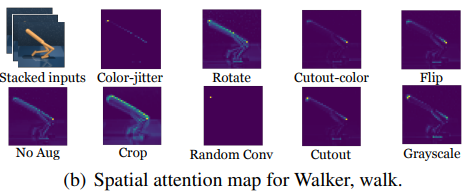 Stacked inputs Color-jitter Rotate Cutout-color Flip
No Aug Crop Random Conv Cutout Grayscale
(b) Spatial attention map for Walker, walk.